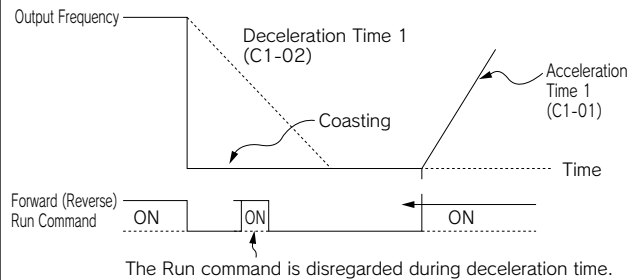 Output Frequency
Deceleration Time 1
(C1-02)
Acceleration
Time 1
(C1-01)
Coasting
Time
Forward (Reverse)
Run Command
ON
ON
ON
The Run command is disregarded during deceleration time.